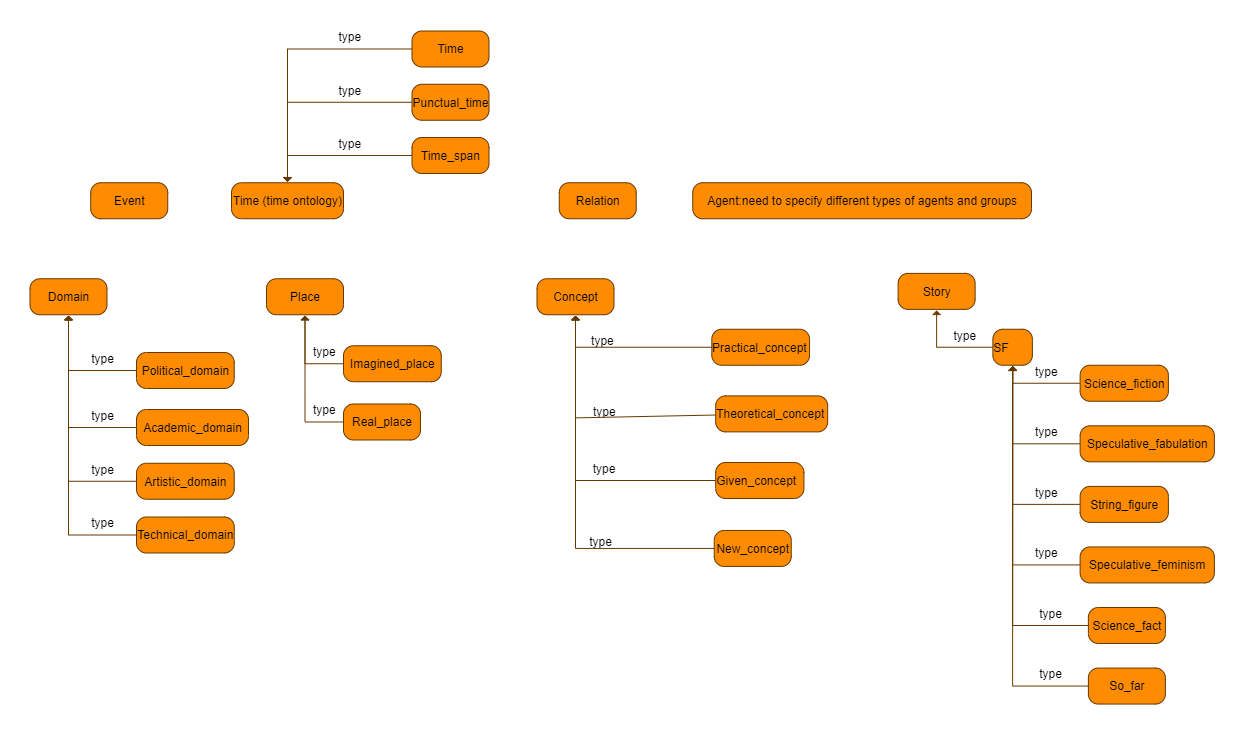 type
Time
type
Punctual_time
type
Time_span
Event
Time (time ontology)
Relation
Agent:need to specify different types of agents and groups
Domain
type
Political_domain
type
Academic_domain
type
Artistic_domain
type
Technical_domain
Place
type
Imagined_place
type
Real_place
Concept
type
Practical_concept
type
Theoretical_concept
type
Given_concept
type
New_concept
Story
type
SF
type
Science_fiction
type
Speculative_fabulation
type
String_figure
type
Speculative_feminism
type
Science_fact
type
So_far